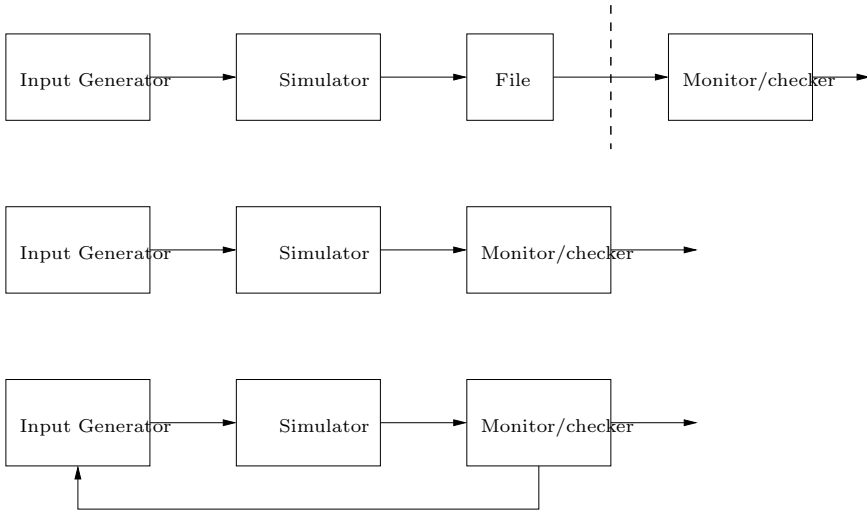 Input Generator
Simulator
File
Monitor/checker
Input Generator
Simulator
Monitor/checker
Input Generator
Simulator
Monitor/checker